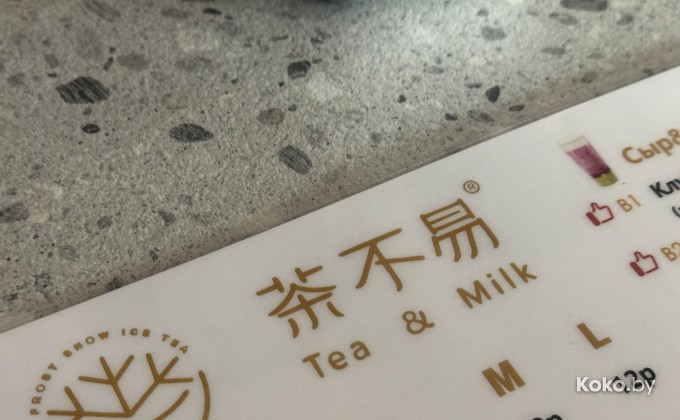 FROST SNOW ICE TEA
茶不易®
Tea & Milk
Сыр&
B1
M L
Koko.by